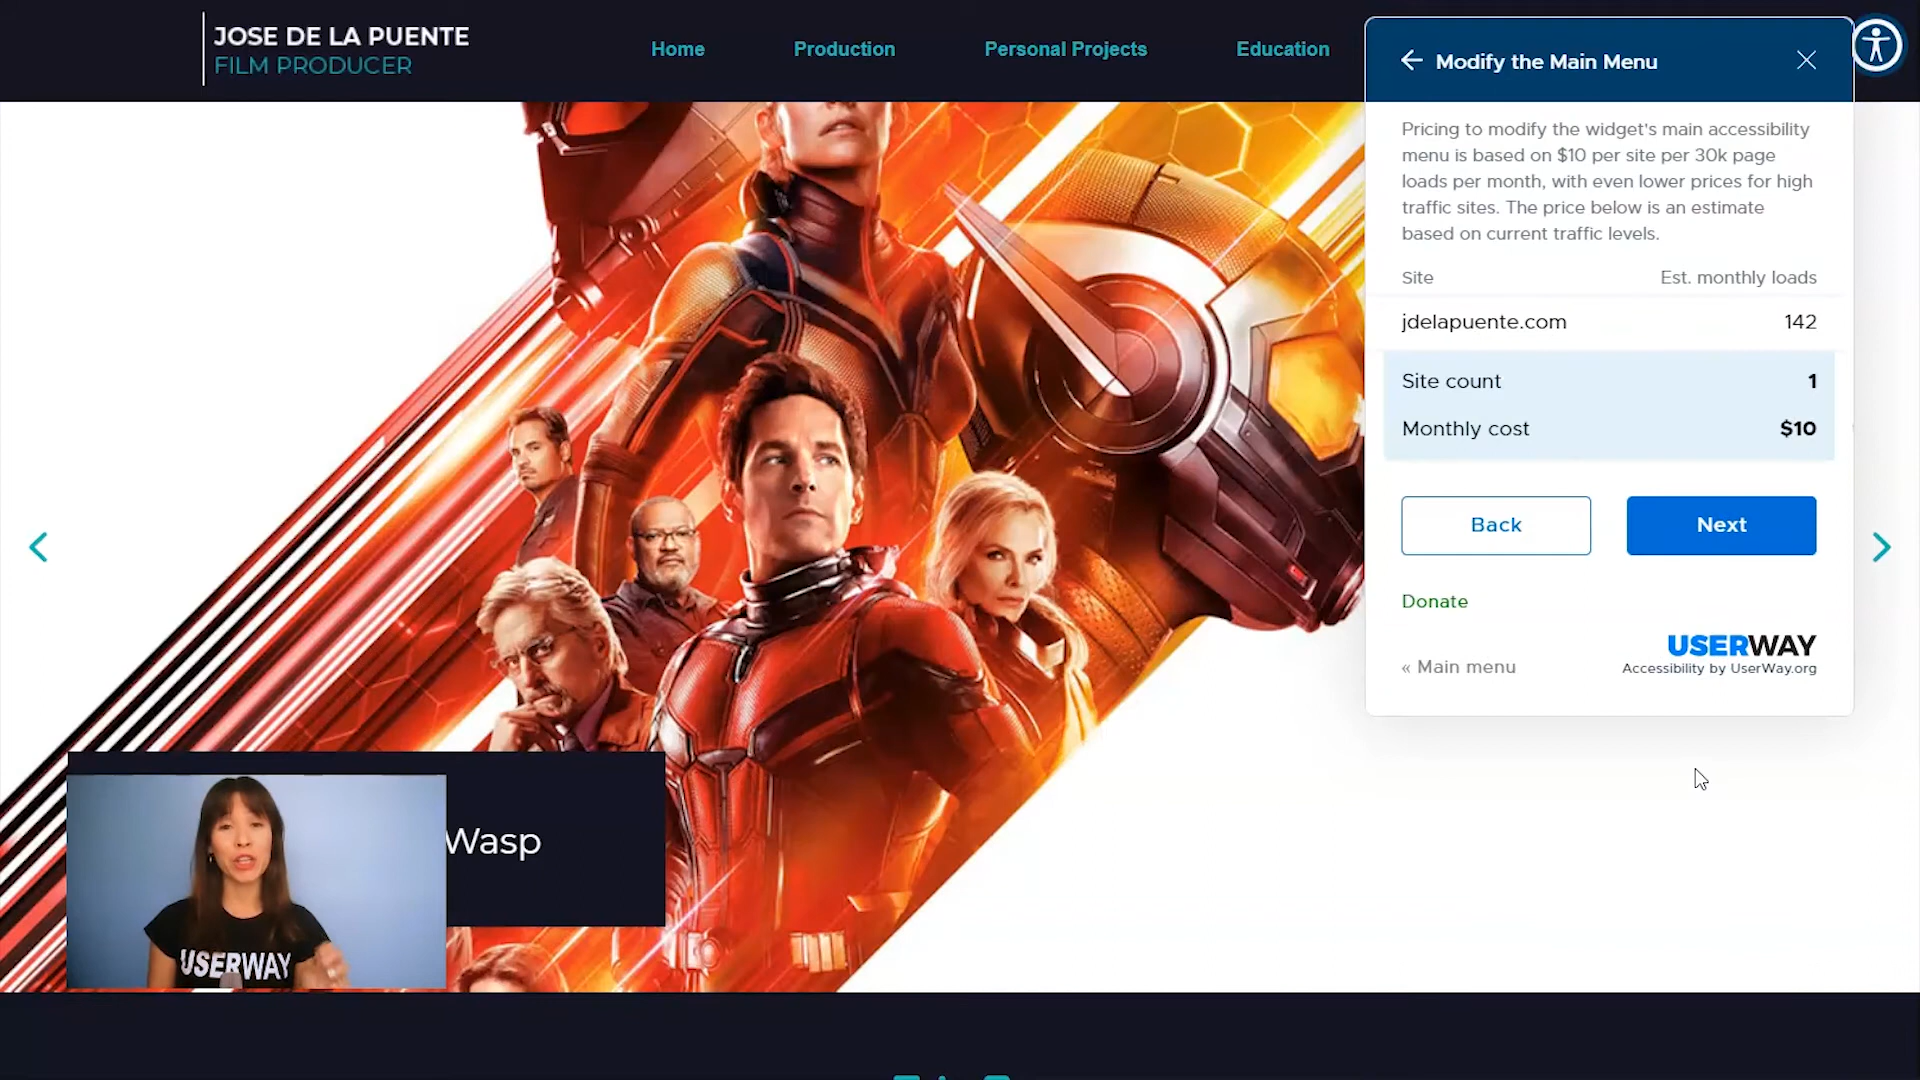 JOSE DE LA PUENTE
FILM PRODUCER
Home
Production
Personal Projects
Education
Modify the Main Menu
Pricing to modify the widget's main accessibility
menu is based on $10 per site per 30k page
loads per month, with even lower prices for high
traffic sites. The price below is an estimate
based on current traffic levels.
Site
Est. monthly loads
jdelapuente.com
142
Site count
1
Monthly cost
$10
Back
Next
Donate
USERWAY
Accessibility by UserWay.org
« Main menu
Wasp
USERWAY